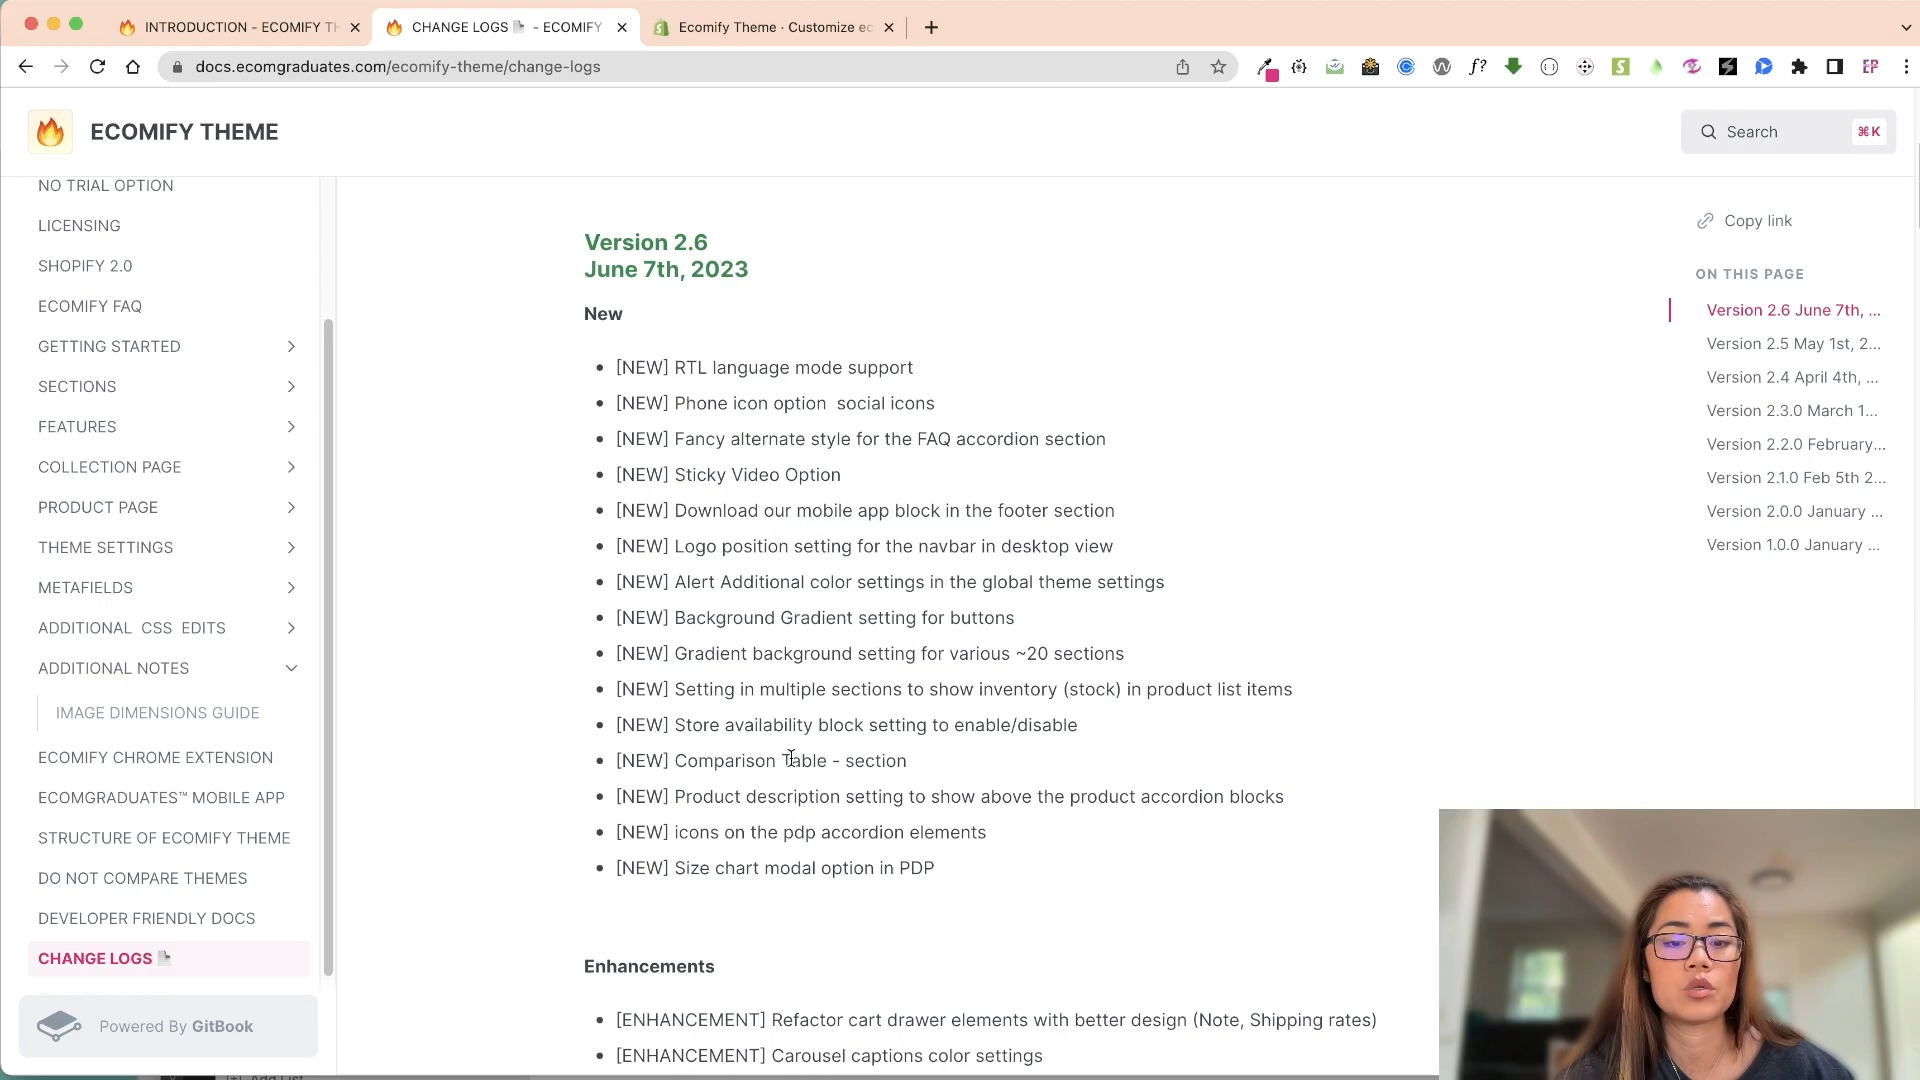 INTRODUCTION - ECOMIFY TH
CHANGE LOGS - ECOMIFY
Ecomify Theme · Customize ec
docs.ecomgraduates.com/ecomify-theme/change-logs
f?
EP
ECOMIFY THEME
Search
⌘K
NO TRIAL OPTION
LICENSING
SHOPIFY 2.0
ECOMIFY FAQ
GETTING STARTED
SECTIONS
FEATURES
COLLECTION PAGE
PRODUCT PAGE
THEME SETTINGS
METAFIELDS
ADDITIONAL CSS EDITS
ADDITIONAL NOTES
IMAGE DIMENSIONS GUIDE
ECOMIFY CHROME EXTENSION
ECOMGRADUATES™ MOBILE APP
STRUCTURE OF ECOMIFY THEME
DO NOT COMPARE THEMES
DEVELOPER FRIENDLY DOCS
CHANGE LOGS
Powered By GitBook
Version 2.6
June 7th, 2023
New
• [NEW] RTL language mode support
• [NEW] Phone icon option social icons
• [NEW] Fancy alternate style for the FAQ accordion section
• [NEW] Sticky Video Option
• [NEW] Download our mobile app block in the footer section
• [NEW] Logo position setting for the navbar in desktop view
• [NEW] Alert Additional color settings in the global theme settings
• [NEW] Background Gradient setting for buttons
• [NEW] Gradient background setting for various ~20 sections
• [NEW] Setting in multiple sections to show inventory (stock) in product list items
• [NEW] Store availability block setting to enable/disable
• [NEW] Comparison Table - section
• [NEW] Product description setting to show above the product accordion blocks
• [NEW] icons on the pdp accordion elements
• [NEW] Size chart modal option in PDP
Enhancements
• [ENHANCEMENT] Refactor cart drawer elements with better design (Note, Shipping rates)
• [ENHANCEMENT] Carousel captions color settings
Copy link
ON THIS PAGE
Version 2.6 June 7th, ...
Version 2.5 May 1st, 2...
Version 2.4 April 4th, ...
Version 2.3.0 March 1...
Version 2.2.0 February...
Version 2.1.0 Feb 5th 2...
Version 2.0.0 January ...
Version 1.0.0 January ...